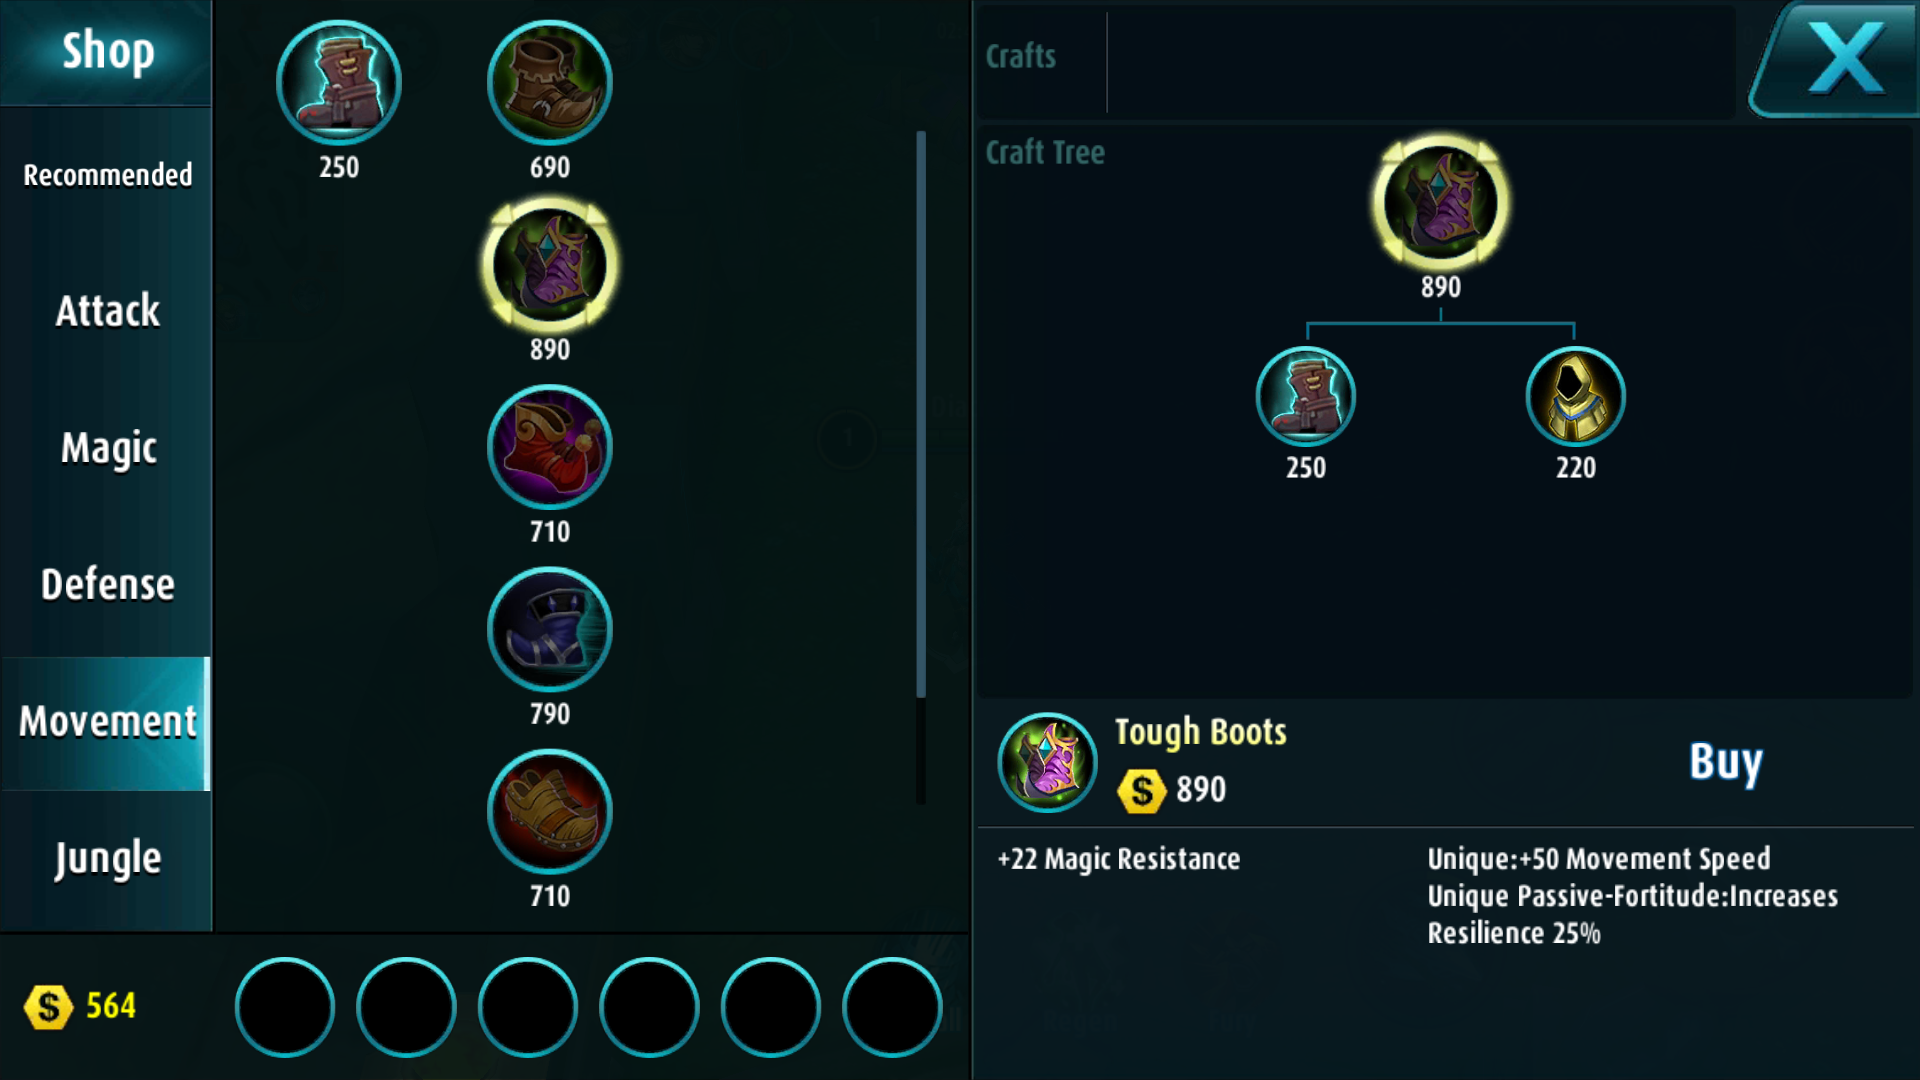 Shop
Recommended
Attack
Magic
Defense
Movement
Jungle
$ 564
250
690
890
710
790
710
Crafts
X
Craft Tree
890
250
220
Tough Boots
$ 890
Buy
+22 Magic Resistance
Unique:+50 Movement Speed
Unique Passive-Fortitude:Increases
Resilience 25%